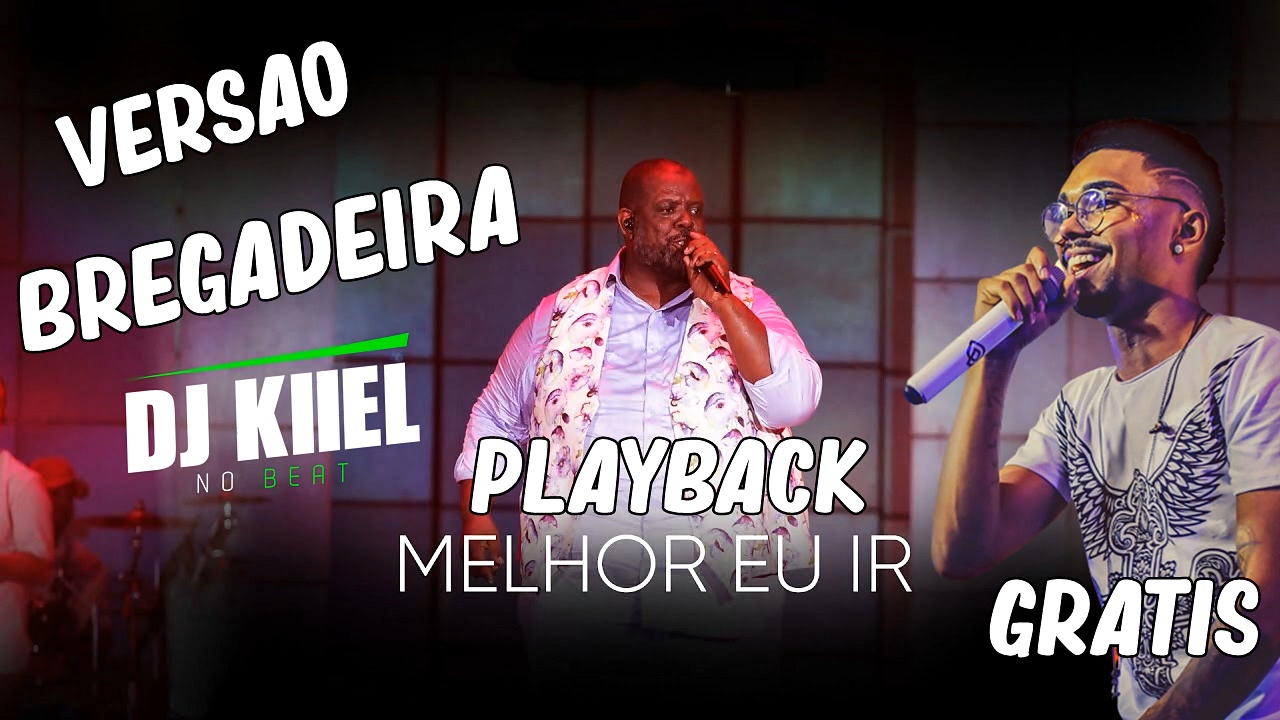 VERSAO
BREGADEIRA
DJ KIIEL
NO BEAT
PLAYBACK
MELHOR EU IR
GRATIS